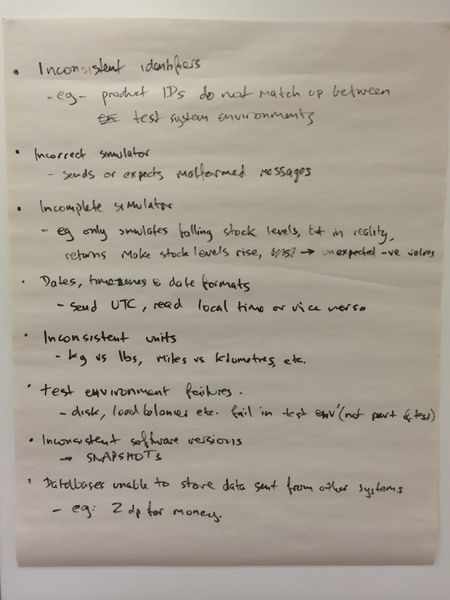 • Inconsistent identifiers
- eg - product IDs do not match up between
test system environments
• Incorrect simulator
- sends or expects malformed messages
• Incomplete simulator
- eg only simulates falling stock levels, but in reality,
returns make stock levels rise, → unexpected -ve values
• Dates, timezones & date formats
- send UTC, read local time or vice versa
• Inconsistent units
- kg vs lbs, miles vs kilometres, etc.
• test environment failures.
- disk, load balancer etc. fail in test env' (not part of test)
• Inconsistent software versions
→ SNAPSHOTS
• Databases unable to store data sent from other systems
- eg: 2 dp for money.